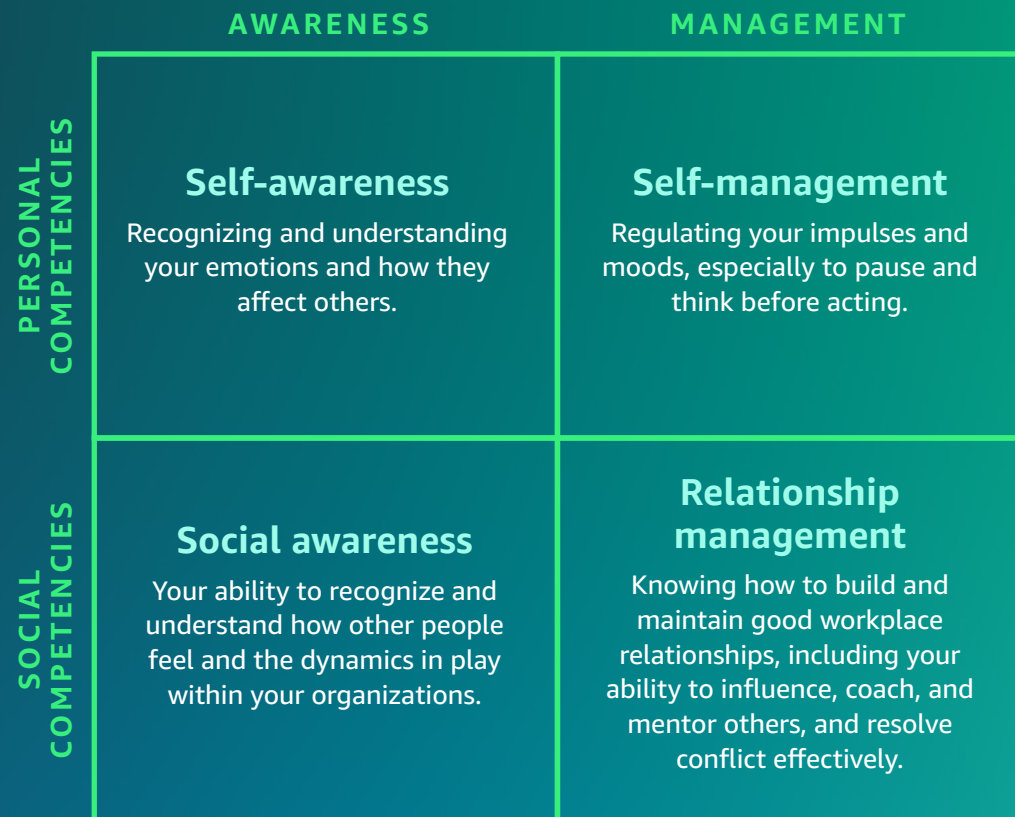 AWARENESS
MANAGEMENT
PERSONAL
COMPETENCIES
Self-awareness
Recognizing and understanding
your emotions and how they
affect others.
Self-management
Regulating your impulses and
moods, especially to pause and
think before acting.
SOCIAL
COMPETENCIES
Social awareness
Your ability to recognize and
understand how other people
feel and the dynamics in play
within your organizations.
Relationship
management
Knowing how to build and
maintain good workplace
relationships, including your
ability to influence, coach, and
mentor others, and resolve
conflict effectively.